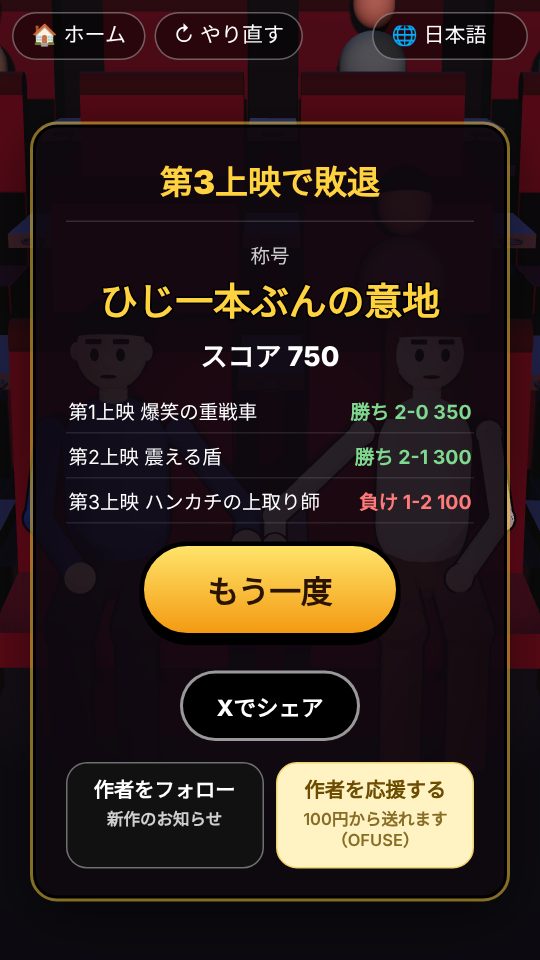 🏠 ホーム
↻ やり直す
🌐 日本語
第3上映で敗退
称号
ひじ一本ぶんの意地
スコア 750
第1上映 爆笑の重戦車 勝ち 2-0 350
第2上映 震える盾 勝ち 2-1 300
第3上映 ハンカチの上取り師 負け 1-2 100
もう一度
Xでシェア
作者をフォロー
新作のお知らせ
作者を応援する
100円から送れます
（OFUSE）